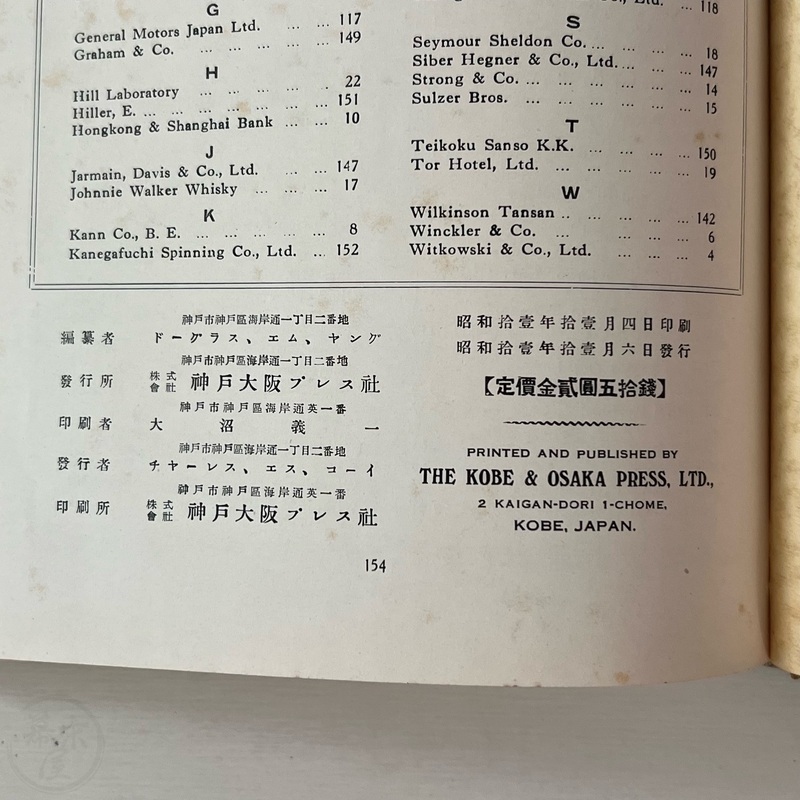 G
General Motors Japan Ltd. ... ... 117
Graham & Co. ... ... ... ... ... 149
H
Hill Laboratory ... ... ... ... . 22
Hiller, E. ... ... ... ... ... ... ... 151
Hongkong & Shanghai Bank ... ... 10
J
Jarmain, Davis & Co., Ltd. ... ... 147
Johnnie Walker Whisky ... ... ... 17
K
Kann Co., B. E. ... ... ... ... ... 8
Kanegafuchi Spinning Co., Ltd. ... 152
Ltd. ... 118
S
Seymour Sheldon Co. ... ... ... ... 18
Siber Hegner & Co., Ltd. ... ... ... 147
Strong & Co. ... ... ... ... ... ... 14
Sulzer Bros. ... ... ... ... ... ... 15
T
Teikoku Sanso K.K. ... ... ... ... 150
Tor Hotel, Ltd. ... ... ... ... ... 19
W
Wilkinson Tansan .. ... ... ... ... 142
Winckler & Co. ... ... ... ... 6
Witkowski & Co., Ltd. ... ... ... 4
神戸市神戸區海岸通一丁目二番地
編纂者 ドーグラス、エム、ヤング
神戸市神戸區海岸通一丁目二番地
發行所 株式會社 神戸大阪プレス社
神戸市神戸區海岸通英一番
印刷者 大沼義一
神戸市神戸區海岸通一丁目二番地
發行者 チャーレス、エス、コーイ
神戸市神戸區海岸通英一番
印刷所 株式會社 神戸大阪プレス社
昭和拾壹年拾壹月四日印刷
昭和拾壹年拾壹月六日發行
【定價金貳圓五拾錢】
PRINTED AND PUBLISHED BY
THE KOBE & OSAKA PRESS, LTD.,
2 KAIGAN-DORI 1-CHOME,
KOBE, JAPAN.
154